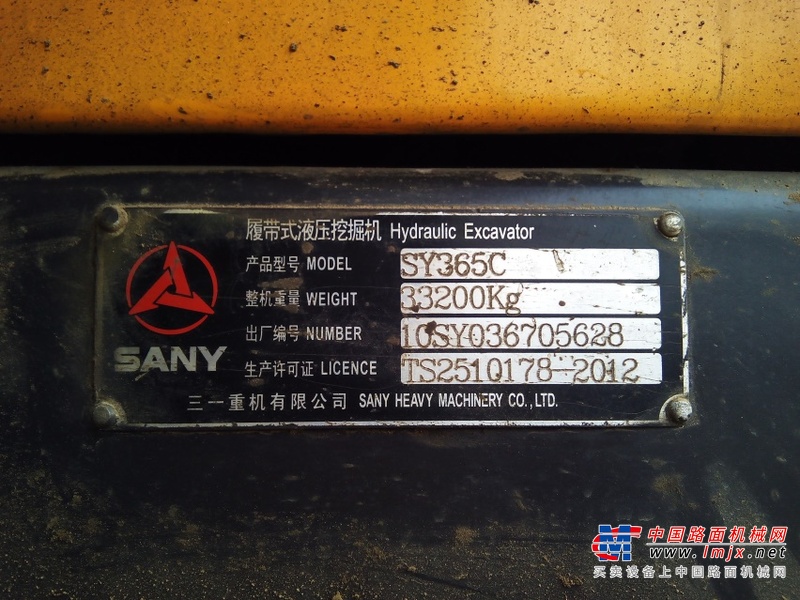 履带式液压挖掘机 Hydraulic Excavator
产品型号 MODEL SY365C
整机重量 WEIGHT 33200Kg
出厂编号 NUMBER 10SY036705628
生产许可证 LICENCE TS2510178-2012
SANY
三一重机有限公司 SANY HEAVY MACHINERY CO.,LTD.
中国路面机械网
www.lmjx.net
买卖设备上中国路面机械网